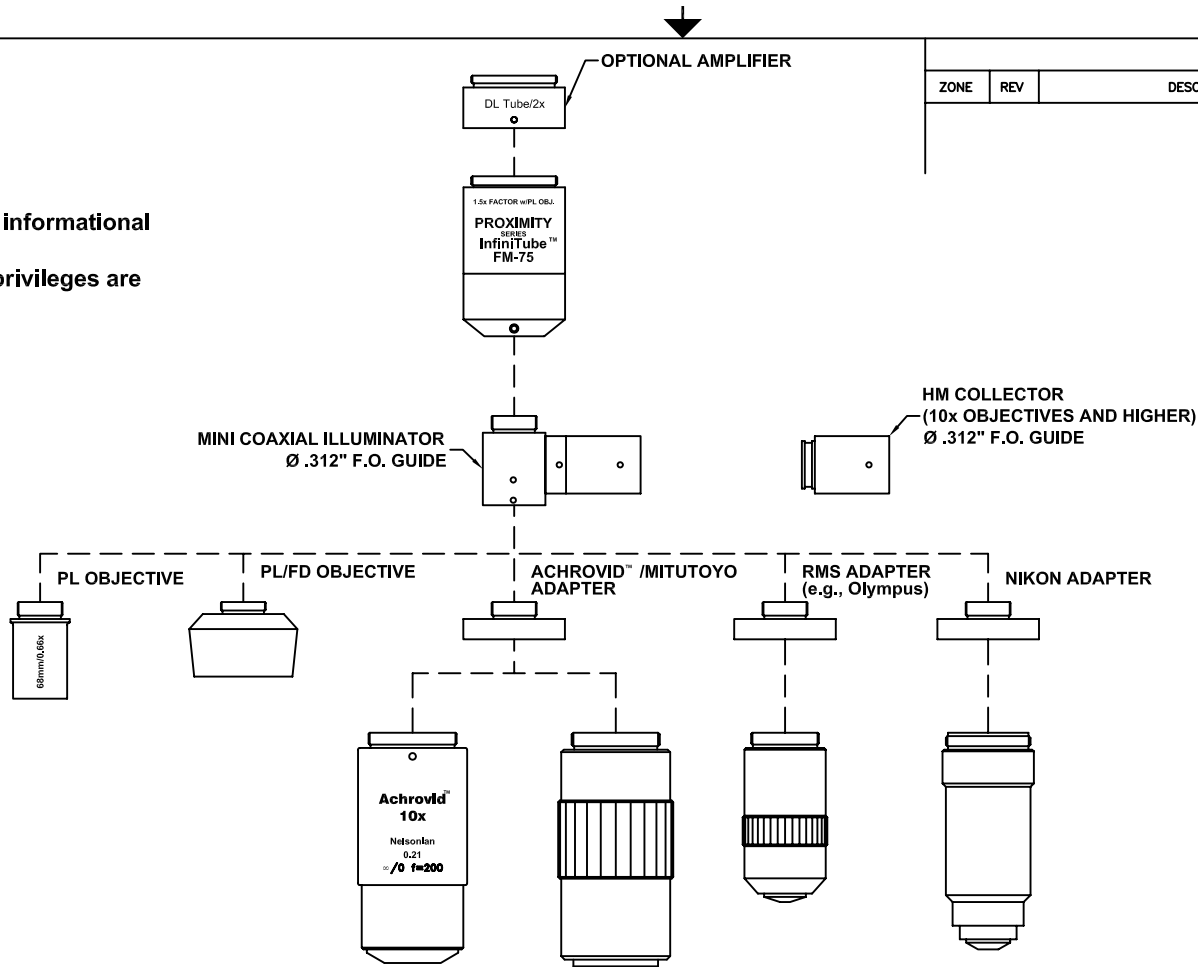 OPTIONAL AMPLIFIER
ZONE REV DESC
DL Tube/2x
informational
privileges are
1.5x FACTOR w/PL OBJ.
PROXIMITY
SERIES
InfiniTube™
FM-75
MINI COAXIAL ILLUMINATOR
Ø .312" F.O. GUIDE
HM COLLECTOR
(10x OBJECTIVES AND HIGHER)
Ø .312" F.O. GUIDE
PL OBJECTIVE
PL/FD OBJECTIVE
ACHROVID™ /MITUTOYO
ADAPTER
RMS ADAPTER
(e.g., Olympus)
NIKON ADAPTER
68mm/0.66x
Achrovid™
10x
Nelsonian
0.21
∞/0 f=200